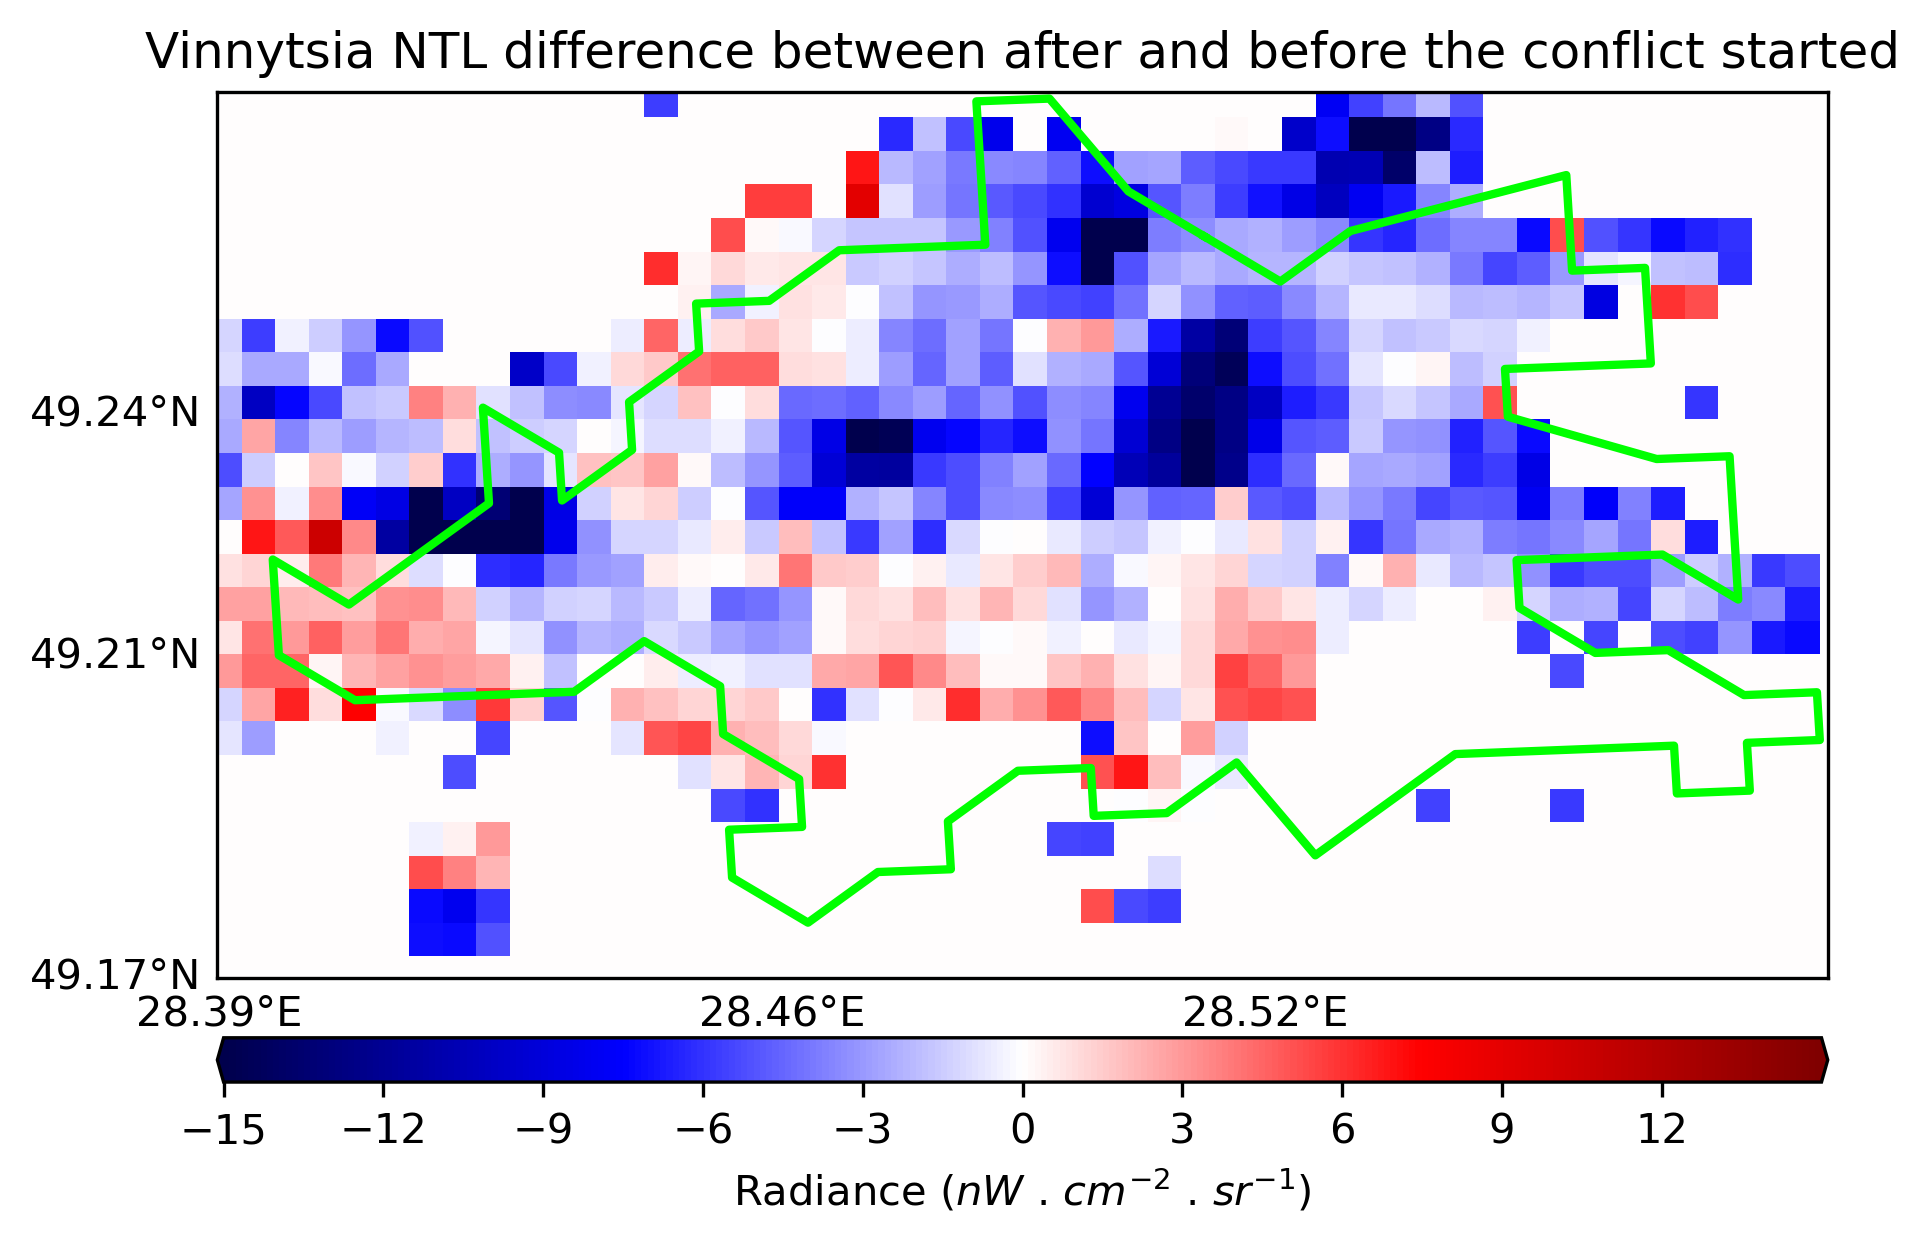 Vinnytsia NTL difference between after and before the conflict started
49.24°N
49.21°N
49.17°N
28.39°E 28.46°E 28.52°E
−15 −12 −9 −6 −3 0 3 6 9 12
Radiance (nW . cm⁻² . sr⁻¹)